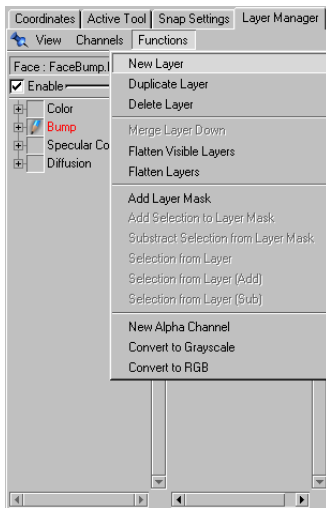 Coordinates Active Tool Snap Settings Layer Manager
View Channels Functions
Face : FaceBump.
Enable
Color
Bump
Specular Co
Diffusion
New Layer
Duplicate Layer
Delete Layer
Merge Layer Down
Flatten Visible Layers
Flatten Layers
Add Layer Mask
Add Selection to Layer Mask
Substract Selection from Layer Mask
Selection from Layer
Selection from Layer (Add)
Selection from Layer (Sub)
New Alpha Channel
Convert to Grayscale
Convert to RGB